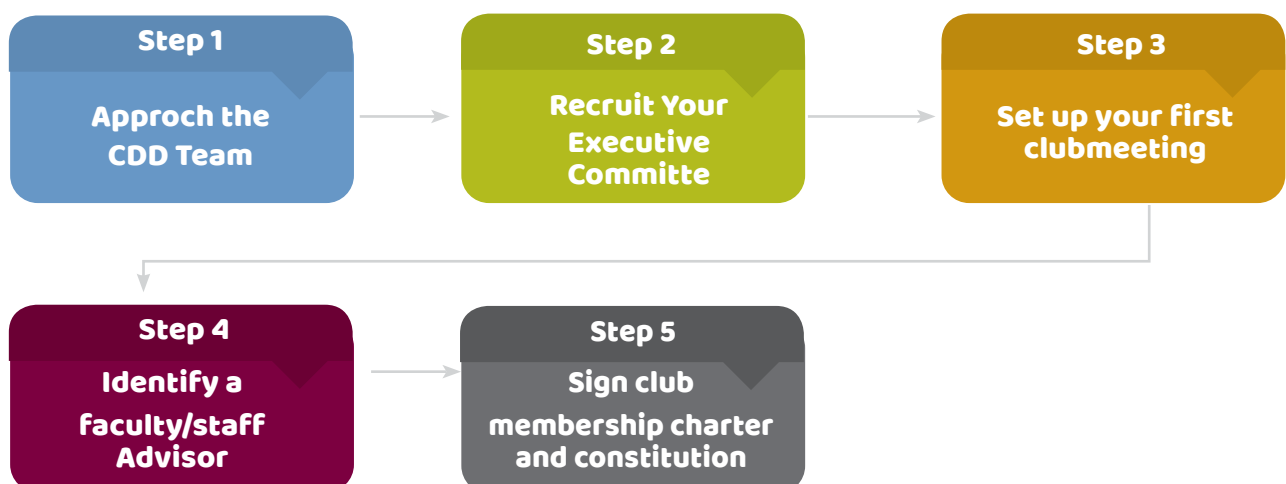 Step 1
Approch the
CDD Team
Step 2
Recruit Your
Executive
Committe
Step 3
Set up your first
clubmeeting
Step 4
Identify a
faculty/staff
Advisor
Step 5
Sign club
membership charter
and constitution